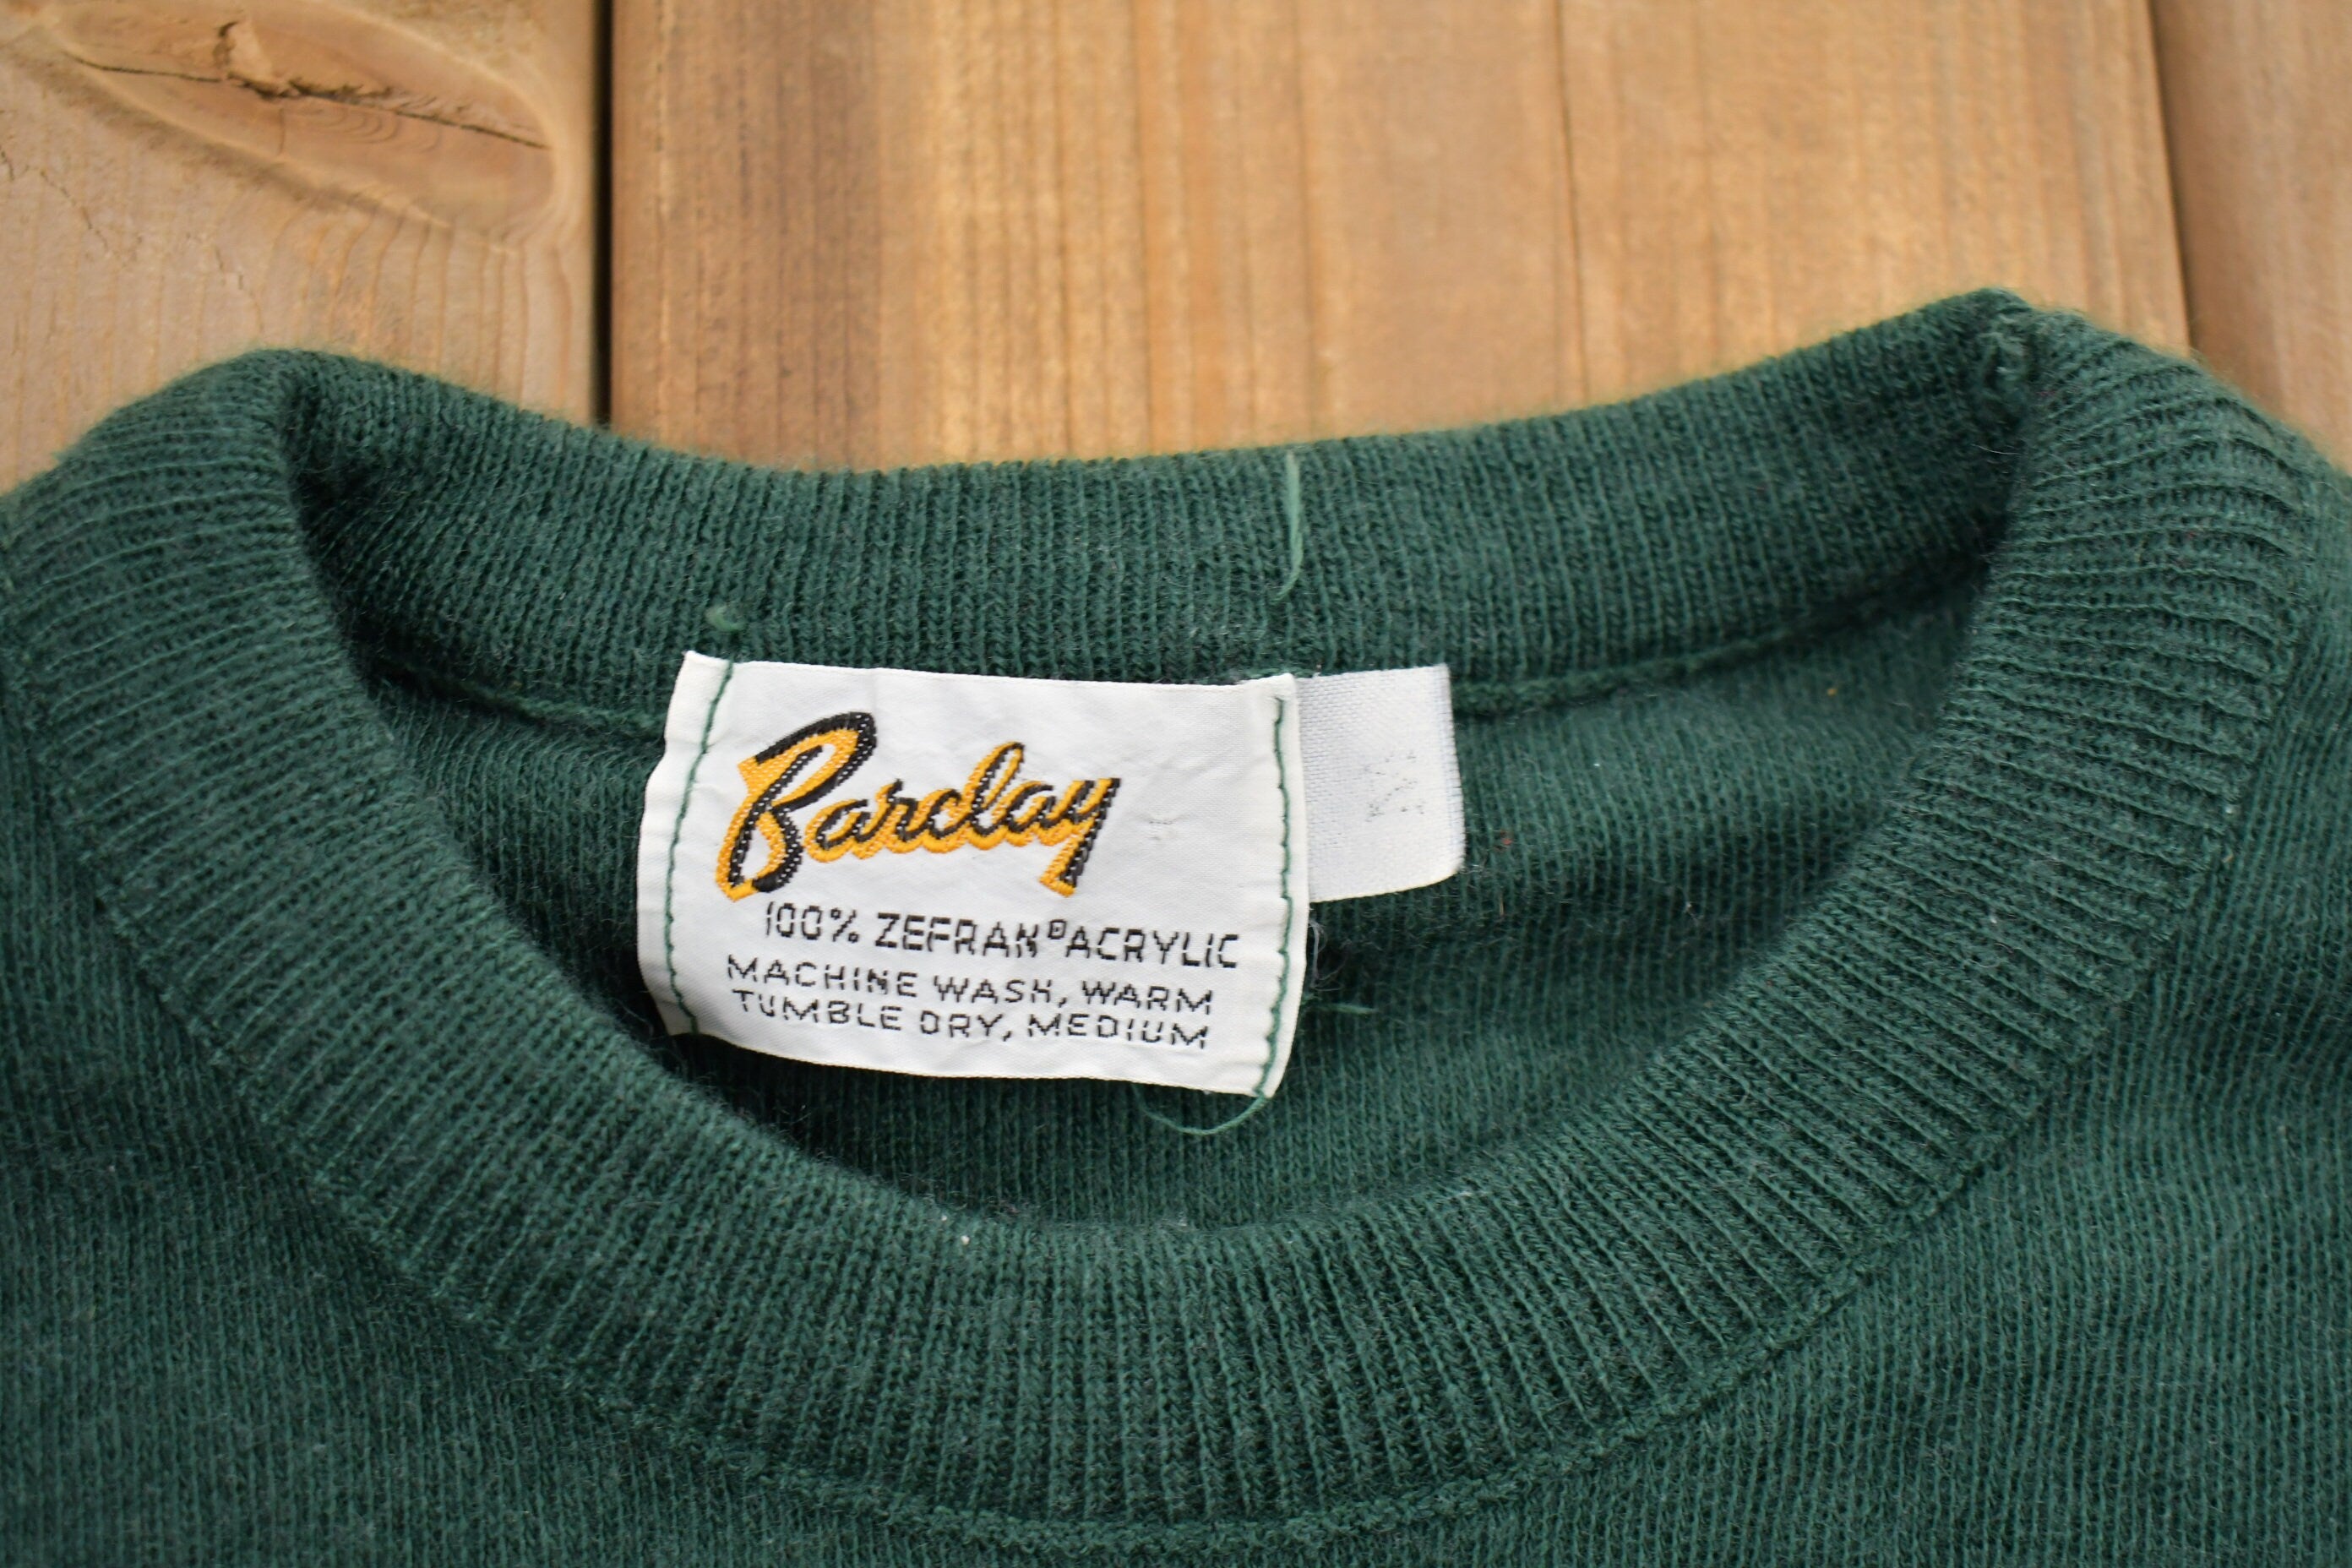 Barclay
100% ZEFRAN® ACRYLIC
MACHINE WASH, WARM
TUMBLE DRY, MEDIUM